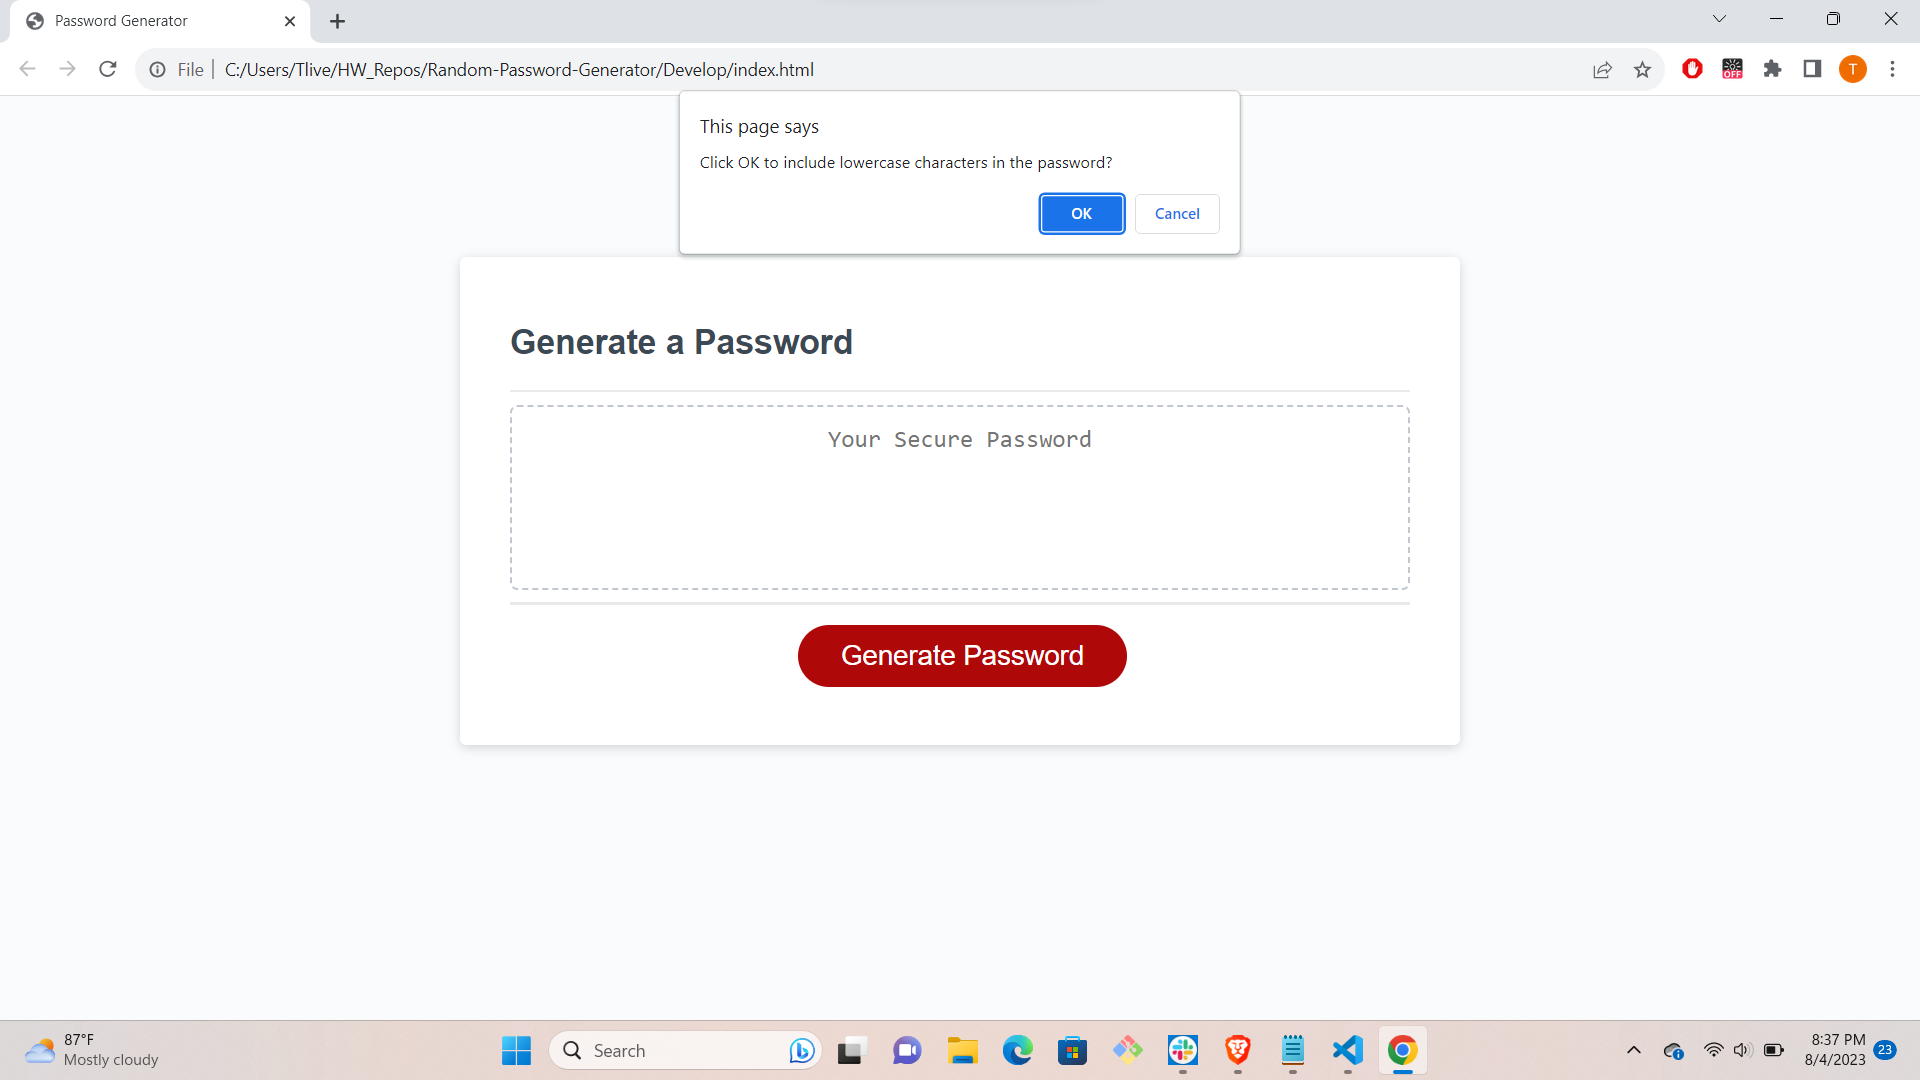 Password Generator
File
C:/Users/Tlive/HW_Repos/Random-Password-Generator/Develop/index.html
OFF
T
This page says
Click OK to include lowercase characters in the password?
OK
Cancel
Generate a Password
Your Secure Password
Generate Password
87°F
Mostly cloudy
Search
8:37 PM
8/4/2023
23